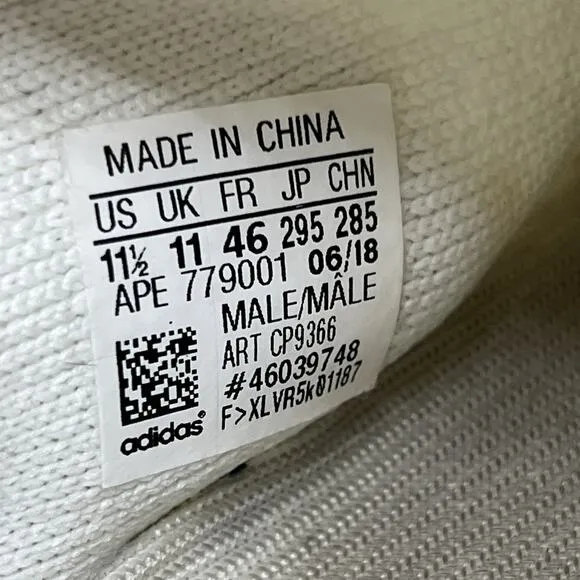 MADE IN CHINA
US UK FR JP CHN
11½ 11 46 295 285
APE 779001 06/18
MALE/MÂLE
ART CP9366
#46039748
F>XLVR5k01187
adidas®